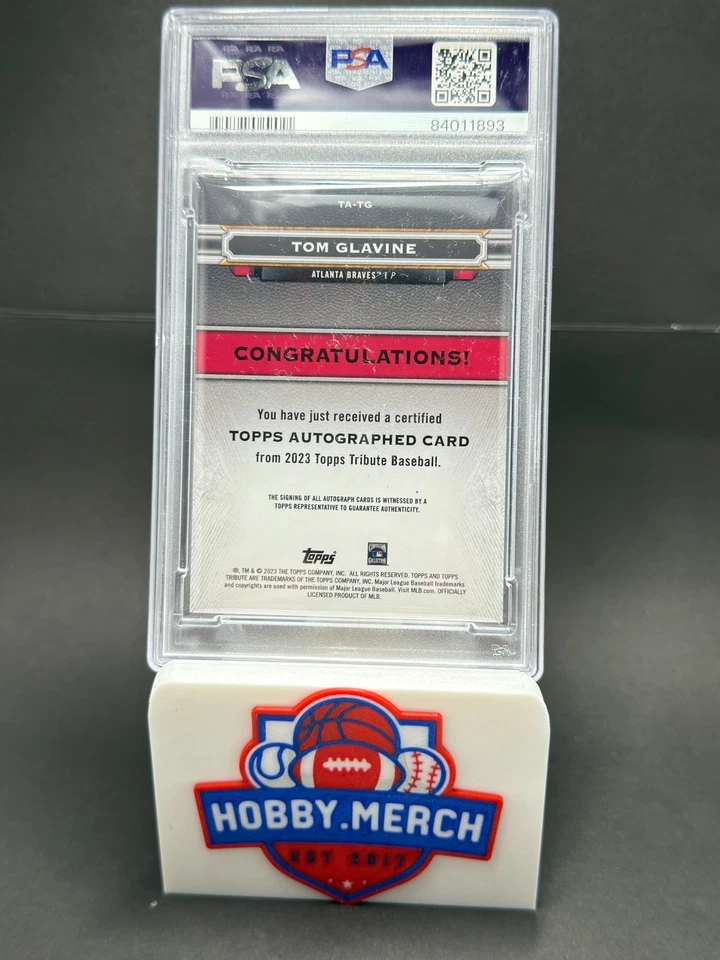 PSA
PSA
84011893
TA-TG
TOM GLAVINE
ATLANTA BRAVES™ | P
CONGRATULATIONS!
You have just received a certified
TOPPS AUTOGRAPHED CARD
from 2023 Topps Tribute Baseball.
THE SIGNING OF ALL AUTOGRAPH CARDS IS WITNESSED BY A
TOPPS REPRESENTATIVE TO GUARANTEE AUTHENTICITY.
Topps
®, TM & © 2023 THE TOPPS COMPANY, INC. ALL RIGHTS RESERVED. TOPPS AND TOPPS
TRIBUTE ARE TRADEMARKS OF THE TOPPS COMPANY, INC. Major League Baseball trademarks
and copyrights are used with permission of Major League Baseball. Visit MLB.com. OFFICIALLY
LICENSED PRODUCT OF MLB.
HOBBY.MERCH
EST 2017